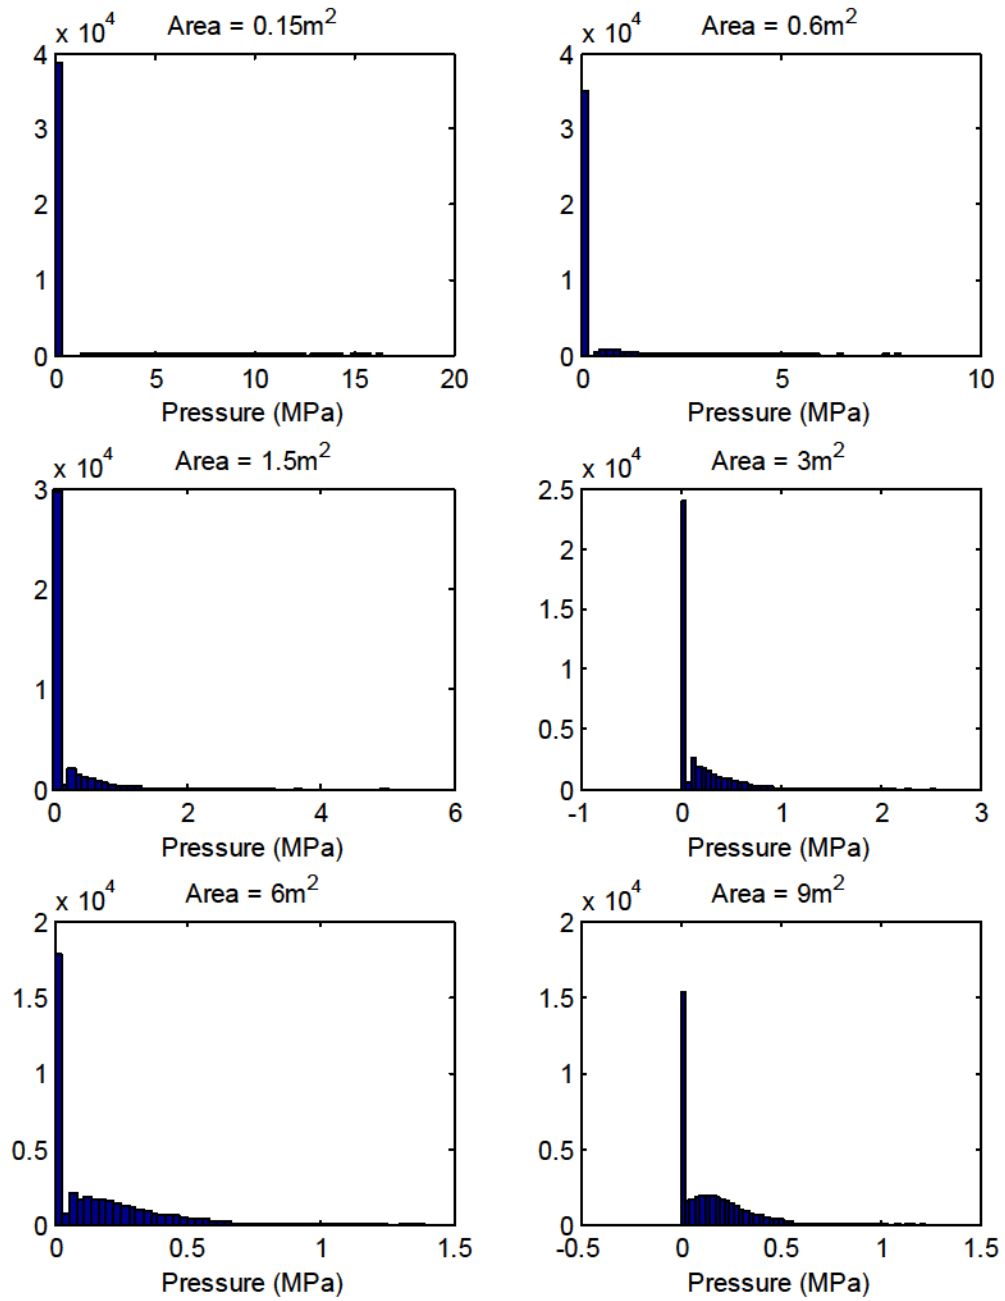 x 10^4 Area = 0.15m^2
4
3
2
1
0
0 5 10 15 20
Pressure (MPa)
x 10^4 Area = 0.6m^2
4
3
2
1
0
0 5 10
Pressure (MPa)
x 10^4 Area = 1.5m^2
3
2
1
0
0 2 4 6
Pressure (MPa)
x 10^4 Area = 3m^2
2.5
2
1.5
1
0.5
0
-1 0 1 2 3
Pressure (MPa)
x 10^4 Area = 6m^2
2
1.5
1
0.5
0
0 0.5 1 1.5
Pressure (MPa)
x 10^4 Area = 9m^2
2
1.5
1
0.5
0
-0.5 0 0.5 1 1.5
Pressure (MPa)